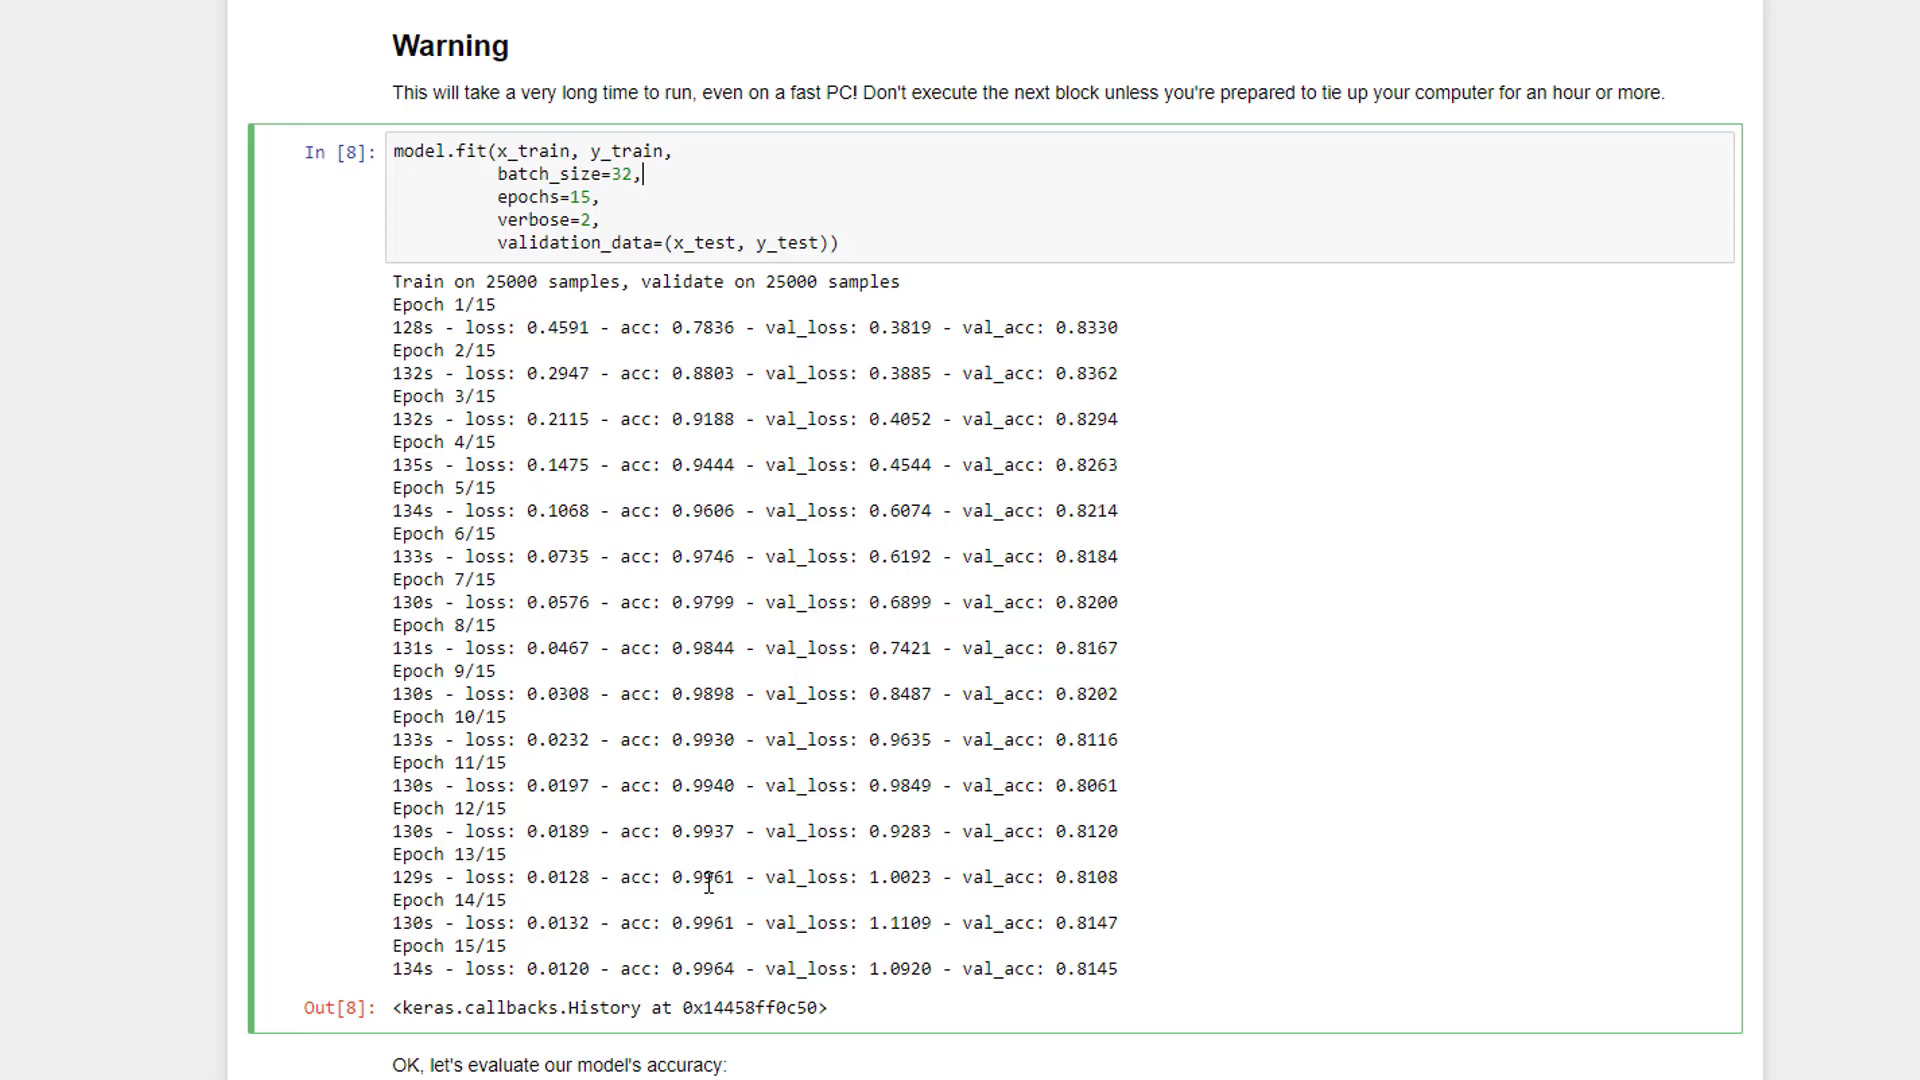 Warning
This will take a very long time to run, even on a fast PC! Don't execute the next block unless you're prepared to tie up your computer for an hour or more.
In [8]: model.fit(x_train, y_train,
batch_size=32,
epochs=15,
verbose=2,
validation_data=(x_test, y_test))
Train on 25000 samples, validate on 25000 samples
Epoch 1/15
128s - loss: 0.4591 - acc: 0.7836 - val_loss: 0.3819 - val_acc: 0.8330
Epoch 2/15
132s - loss: 0.2947 - acc: 0.8803 - val_loss: 0.3885 - val_acc: 0.8362
Epoch 3/15
132s - loss: 0.2115 - acc: 0.9188 - val_loss: 0.4052 - val_acc: 0.8294
Epoch 4/15
135s - loss: 0.1475 - acc: 0.9444 - val_loss: 0.4544 - val_acc: 0.8263
Epoch 5/15
134s - loss: 0.1068 - acc: 0.9606 - val_loss: 0.6074 - val_acc: 0.8214
Epoch 6/15
133s - loss: 0.0735 - acc: 0.9746 - val_loss: 0.6192 - val_acc: 0.8184
Epoch 7/15
130s - loss: 0.0576 - acc: 0.9799 - val_loss: 0.6899 - val_acc: 0.8200
Epoch 8/15
131s - loss: 0.0467 - acc: 0.9844 - val_loss: 0.7421 - val_acc: 0.8167
Epoch 9/15
130s - loss: 0.0308 - acc: 0.9898 - val_loss: 0.8487 - val_acc: 0.8202
Epoch 10/15
133s - loss: 0.0232 - acc: 0.9930 - val_loss: 0.9635 - val_acc: 0.8116
Epoch 11/15
130s - loss: 0.0197 - acc: 0.9940 - val_loss: 0.9849 - val_acc: 0.8061
Epoch 12/15
130s - loss: 0.0189 - acc: 0.9937 - val_loss: 0.9283 - val_acc: 0.8120
Epoch 13/15
129s - loss: 0.0128 - acc: 0.9961 - val_loss: 1.0023 - val_acc: 0.8108
Epoch 14/15
130s - loss: 0.0132 - acc: 0.9961 - val_loss: 1.1109 - val_acc: 0.8147
Epoch 15/15
134s - loss: 0.0120 - acc: 0.9964 - val_loss: 1.0920 - val_acc: 0.8145
Out[8]: <keras.callbacks.History at 0x14458ff0c50>
OK, let's evaluate our model's accuracy: